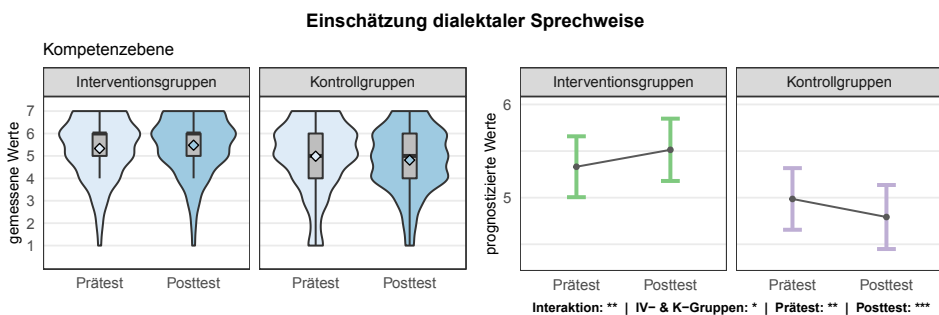 Einschätzung dialektaler Sprechweise
Kompetenzebene
Interventionsgruppen
Kontrollgruppen
gemessene Werte
7
6
5
4
3
2
1
Prätest
Posttest
Prätest
Posttest
Interventionsgruppen
Kontrollgruppen
prognostizierte Werte
6
5
Prätest
Posttest
Prätest
Posttest
Interaktion: ** | IV− & K−Gruppen: * | Prätest: ** | Posttest: ***